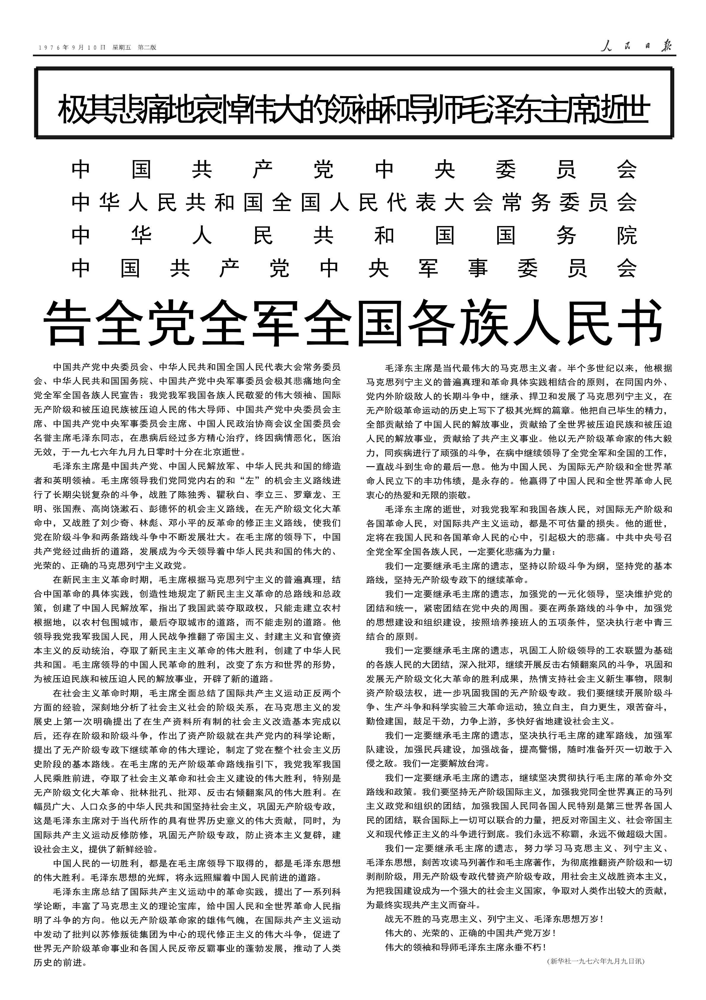 1976年9月10日 星期五 第二版
人民日报
极其悲痛地哀悼伟大的领袖和导师毛泽东主席逝世
中国共产党中央委员会
中华人民共和国全国人民代表大会常务委员会
中华人民共和国国务院
中国共产党中央军事委员会
告全党全军全国各族人民书
中国共产党中央委员会、中华人民共和国全国人民代表大会常务委员
会、中华人民共和国国务院、中国共产党中央军事委员会极其悲痛地向全
党全军全国各族人民宣告：我党我军我国各族人民敬爱的伟大领袖、国际
无产阶级和被压迫民族被压迫人民的伟大导师、中国共产党中央委员会主
席、中国共产党中央军事委员会主席、中国人民政治协商会议全国委员会
名誉主席毛泽东同志，在患病后经过多方精心治疗，终因病情恶化，医治
无效，于一九七六年九月九日零时十分在北京逝世。
毛泽东主席是中国共产党、中国人民解放军、中华人民共和国的缔造
者和英明领袖。毛主席领导我们党同党内右的和“左”的机会主义路线进
行了长期尖锐复杂的斗争，战胜了陈独秀、瞿秋白、李立三、罗章龙、王
明、张国焘、高岗饶漱石、彭德怀的机会主义路线，在无产阶级文化大革
命中，又战胜了刘少奇、林彪、邓小平的反革命的修正主义路线，使我们
党在阶级斗争和两条路线斗争中不断发展壮大。在毛主席的领导下，中国
共产党经过曲折的道路，发展成为今天领导着中华人民共和国的伟大的、
光荣的、正确的马克思列宁主义政党。
在新民主主义革命时期，毛主席根据马克思列宁主义的普遍真理，结
合中国革命的具体实践，创造性地规定了新民主主义革命的总路线和总政
策，创建了中国人民解放军，指出了我国武装夺取政权，只能走建立农村
根据地，以农村包围城市，最后夺取城市的道路，而不能走别的道路。他
领导我党我军我国人民，用人民战争推翻了帝国主义、封建主义和官僚资
本主义的反动统治，夺取了新民主主义革命的伟大胜利，创建了中华人民
共和国。毛主席领导的中国人民革命的胜利，改变了东方和世界的形势，
为被压迫民族和被压迫人民的解放事业，开辟了新的道路。
在社会主义革命时期，毛主席全面总结了国际共产主义运动正反两个
方面的经验，深刻地分析了社会主义社会的阶级关系，在马克思主义的发
展史上第一次明确提出了在生产资料所有制的社会主义改造基本完成以
后，还存在阶级和阶级斗争，作出了资产阶级就在共产党内的科学论断，
提出了无产阶级专政下继续革命的伟大理论，制定了党在整个社会主义历
史阶段的基本路线。在毛主席的无产阶级革命路线指引下，我党我军我国
人民乘胜前进，夺取了社会主义革命和社会主义建设的伟大胜利，特别是
无产阶级文化大革命、批林批孔、批邓、反击右倾翻案风的伟大胜利。在
幅员广大、人口众多的中华人民共和国坚持社会主义，巩固无产阶级专政，
这是毛泽东主席对于当代所作的具有世界历史意义的伟大贡献，同时，为
国际共产主义运动反修防修，巩固无产阶级专政，防止资本主义复辟，建
设社会主义，提供了新鲜经验。
中国人民的一切胜利，都是在毛主席领导下取得的，都是毛泽东思想
的伟大胜利。毛泽东思想的光辉，将永远照耀着中国人民前进的道路。
毛泽东主席总结了国际共产主义运动中的革命实践，提出了一系列科
学论断，丰富了马克思主义的理论宝库，给中国人民和全世界革命人民指
明了斗争的方向。他以无产阶级革命家的雄伟气魄，在国际共产主义运动
中发动了批判以苏修叛徒集团为中心的现代修正主义的伟大斗争，促进了
世界无产阶级革命事业和各国人民反帝反霸事业的蓬勃发展，推动了人类
历史的前进。
毛泽东主席是当代最伟大的马克思主义者。半个多世纪以来，他根据
马克思列宁主义的普遍真理和革命具体实践相结合的原则，在同国内外、
党内外阶级敌人的长期斗争中，继承、捍卫和发展了马克思列宁主义，在
无产阶级革命运动的历史上写下了极其光辉的篇章。他把自己毕生的精力，
全部贡献给了中国人民的解放事业，贡献给了全世界被压迫民族和被压迫
人民的解放事业，贡献给了共产主义事业。他以无产阶级革命家的伟大毅
力，同疾病进行了顽强的斗争，在病中继续领导了全党全军和全国的工作，
一直战斗到生命的最后一息。他为中国人民、为国际无产阶级和全世界革
命人民立下的丰功伟绩，是永存的。他赢得了中国人民和全世界革命人民
衷心的热爱和无限的崇敬。
毛泽东主席的逝世，对我党我军和我国各族人民，对国际无产阶级和
各国革命人民，对国际共产主义运动，都是不可估量的损失。他的逝世，
定将在我国人民和各国革命人民的心中，引起极大的悲痛。中共中央号召
全党全军全国各族人民，一定要化悲痛为力量：
我们一定要继承毛主席的遗志，坚持以阶级斗争为纲，坚持党的基本
路线，坚持无产阶级专政下的继续革命。
我们一定要继承毛主席的遗志，加强党的一元化领导，坚决维护党的
团结和统一，紧密团结在党中央的周围。要在两条路线的斗争中，加强党
的思想建设和组织建设，按照培养接班人的五项条件，坚决执行老中青三
结合的原则。
我们一定要继承毛主席的遗志，巩固工人阶级领导的工农联盟为基础
的各族人民的大团结，深入批邓，继续开展反击右倾翻案风的斗争，巩固和
发展无产阶级文化大革命的胜利成果，热情支持社会主义新生事物，限制
资产阶级法权，进一步巩固我国的无产阶级专政。我们要继续开展阶级斗
争、生产斗争和科学实验三大革命运动，独立自主，自力更生，艰苦奋斗，
勤俭建国，鼓足干劲，力争上游，多快好省地建设社会主义。
我们一定要继承毛主席的遗志，坚决执行毛主席的建军路线，加强军
队建设，加强民兵建设，加强战备，提高警惕，随时准备歼灭一切敢于入
侵之敌。我们一定要解放台湾。
我们一定要继承毛主席的遗志，继续坚决贯彻执行毛主席的革命外交
路线和政策。我们要坚持无产阶级国际主义，加强我党同全世界真正的马列
主义政党和组织的团结，加强我国人民同各国人民特别是第三世界各国人
民的团结，联合国际上一切可以联合的力量，把反对帝国主义、社会帝国主
义和现代修正主义的斗争进行到底。我们永远不称霸，永远不做超级大国。
我们一定要继承毛主席的遗志，努力学习马克思主义、列宁主义、
毛泽东思想，刻苦攻读马列著作和毛主席著作，为彻底推翻资产阶级和一切
剥削阶级，用无产阶级专政代替资产阶级专政，用社会主义战胜资本主义，
为把我国建设成为一个强大的社会主义国家，争取对人类作出较大的贡献，
为最终实现共产主义而奋斗。
战无不胜的马克思主义、列宁主义、毛泽东思想万岁！
伟大的、光荣的、正确的中国共产党万岁！
伟大的领袖和导师毛泽东主席永垂不朽！
（新华社一九七六年九月九日讯）